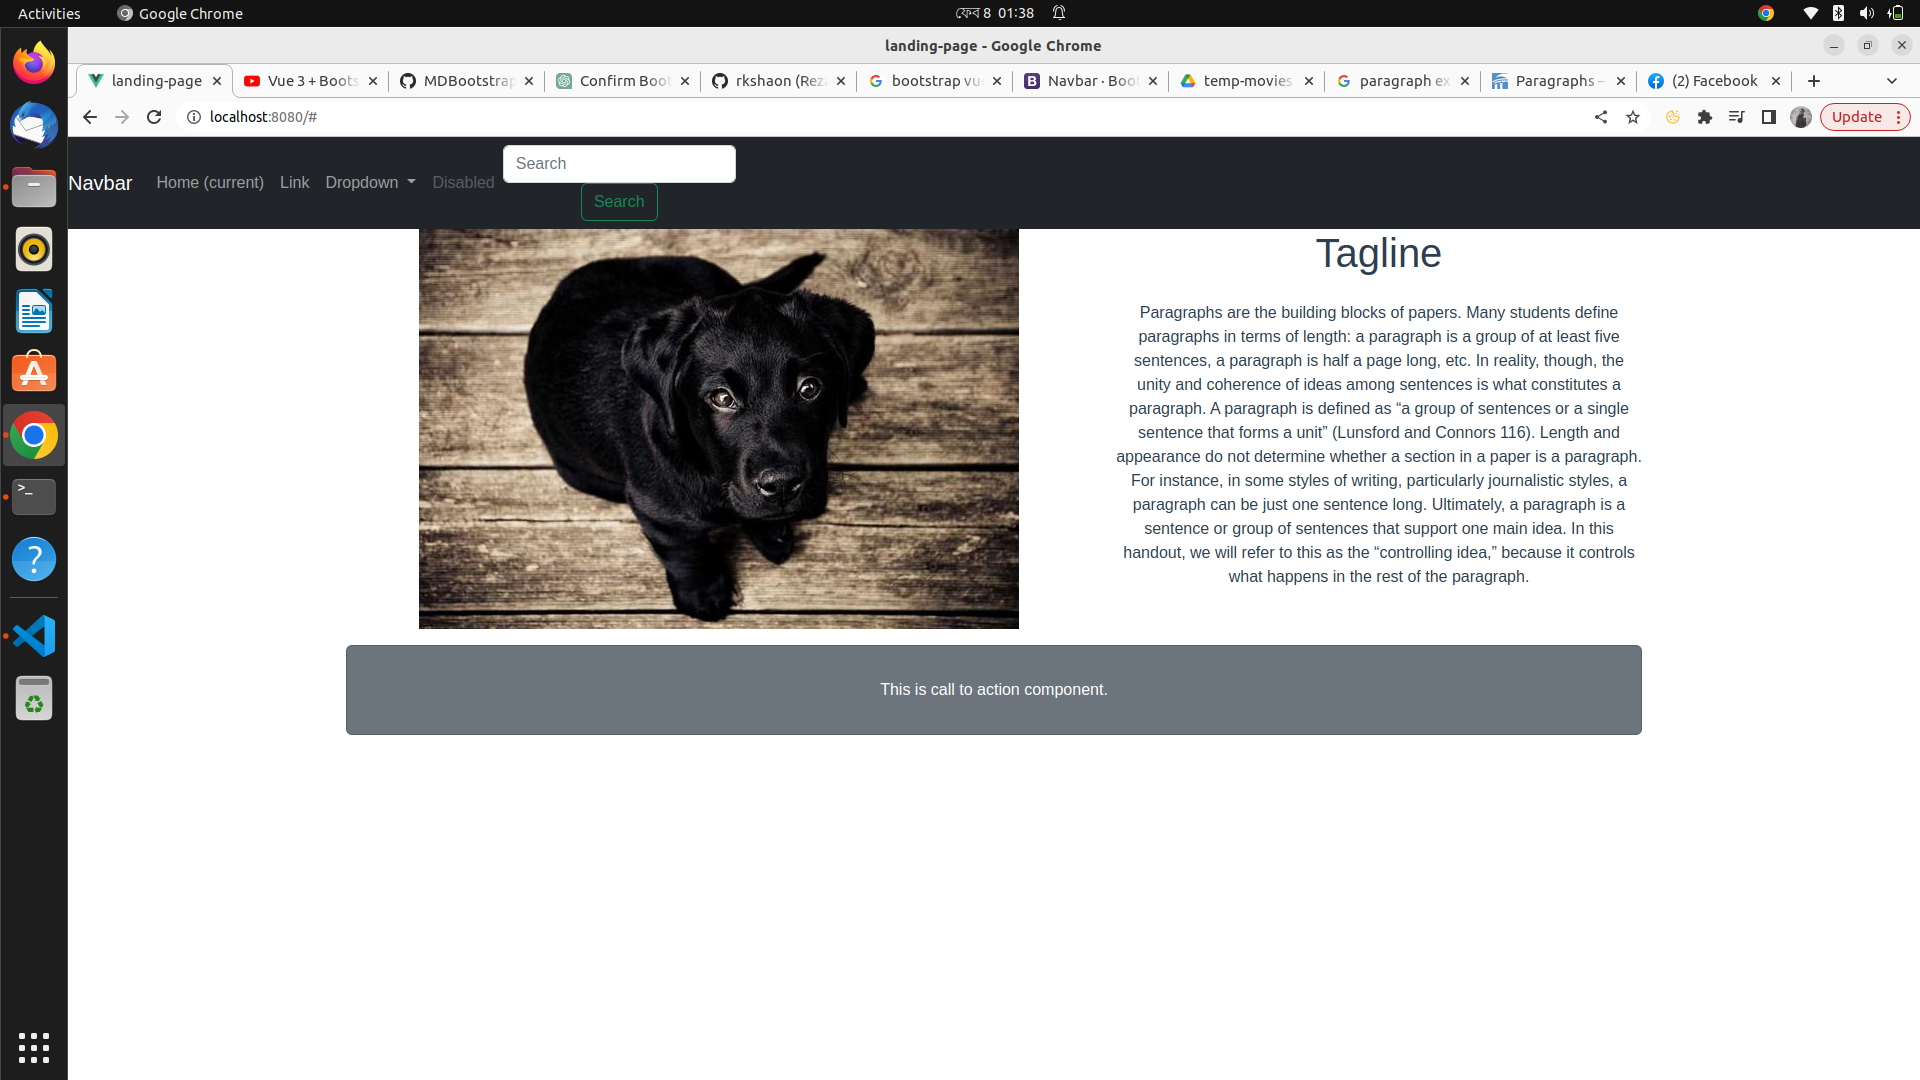 Activities
Google Chrome
ফেব 8 01:38
landing-page - Google Chrome
landing-page
Vue 3 + Boots
MDBootstrap
Confirm Boot
rkshaon (Reza
bootstrap vue
Navbar · Boot
temp-movies
paragraph ex
Paragraphs –
(2) Facebook
localhost:8080/#
Update
Navbar
Home (current)
Link
Dropdown
Disabled
Search
Search
Tagline
Paragraphs are the building blocks of papers. Many students define
paragraphs in terms of length: a paragraph is a group of at least five
sentences, a paragraph is half a page long, etc. In reality, though, the
unity and coherence of ideas among sentences is what constitutes a
paragraph. A paragraph is defined as “a group of sentences or a single
sentence that forms a unit” (Lunsford and Connors 116). Length and
appearance do not determine whether a section in a paper is a paragraph.
For instance, in some styles of writing, particularly journalistic styles, a
paragraph can be just one sentence long. Ultimately, a paragraph is a
sentence or group of sentences that support one main idea. In this
handout, we will refer to this as the “controlling idea,” because it controls
what happens in the rest of the paragraph.
This is call to action component.